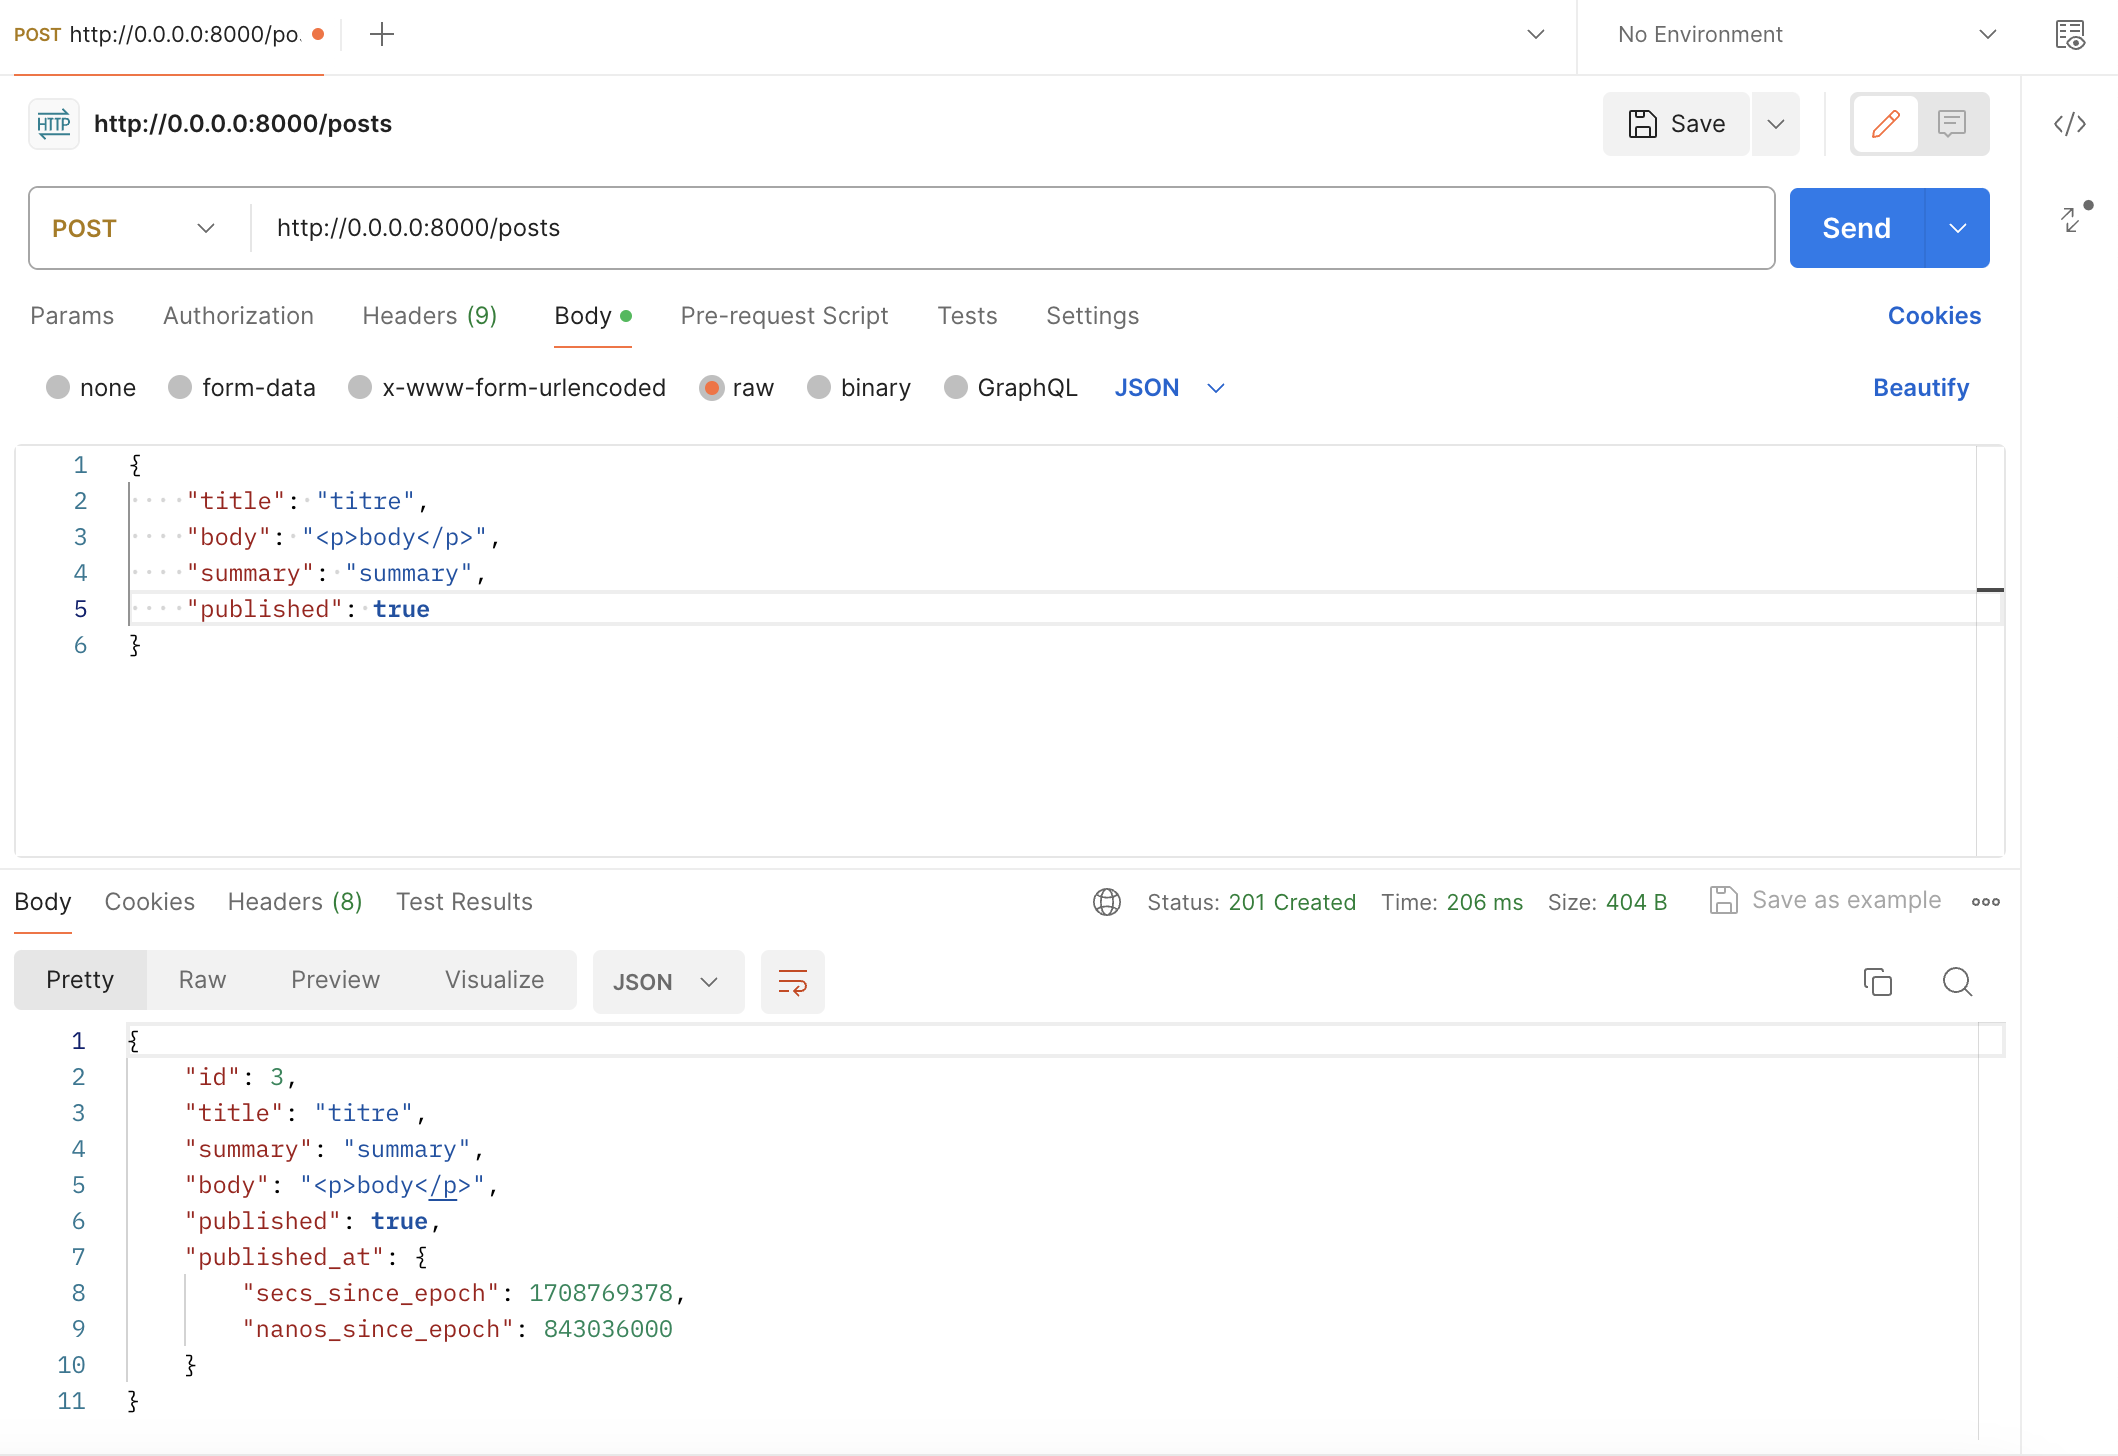 POST http://0.0.0.0:8000/po.
No Environment
HTTP http://0.0.0.0:8000/posts
Save
POST http://0.0.0.0:8000/posts
Send
Params Authorization Headers (9) Body Pre-request Script Tests Settings Cookies
none form-data x-www-form-urlencoded raw binary GraphQL JSON Beautify
1 {
2 "title": "titre",
3 "body": "<p>body</p>",
4 "summary": "summary",
5 "published": true
6 }
Body Cookies Headers (8) Test Results Status: 201 Created Time: 206 ms Size: 404 B Save as example
Pretty Raw Preview Visualize JSON
1 {
2 "id": 3,
3 "title": "titre",
4 "summary": "summary",
5 "body": "<p>body</p>",
6 "published": true,
7 "published_at": {
8 "secs_since_epoch": 1708769378,
9 "nanos_since_epoch": 843036000
10 }
11 }